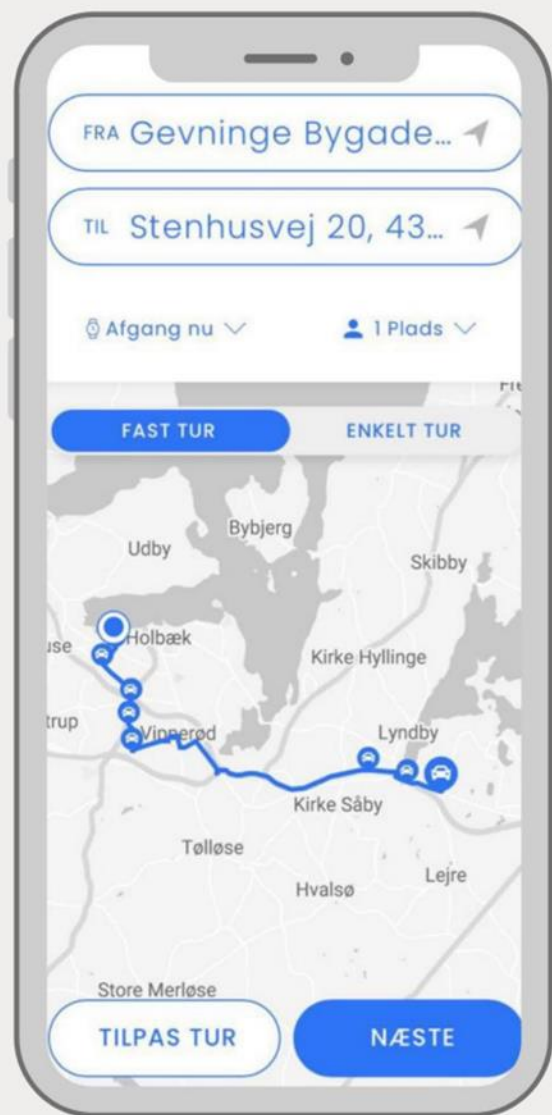 FRA Gevninge Bygade...
TIL Stenhusvej 20, 43...
Afgang nu
1 Plads
FAST TUR
ENKELT TUR
Bybjerg
Udby
Skibby
Holbæk
Kirke Hyllinge
Vipperød
Lyndby
Kirke Såby
Tølløse
Lejre
Hvalsø
Store Merløse
TILPAS TUR
NÆSTE